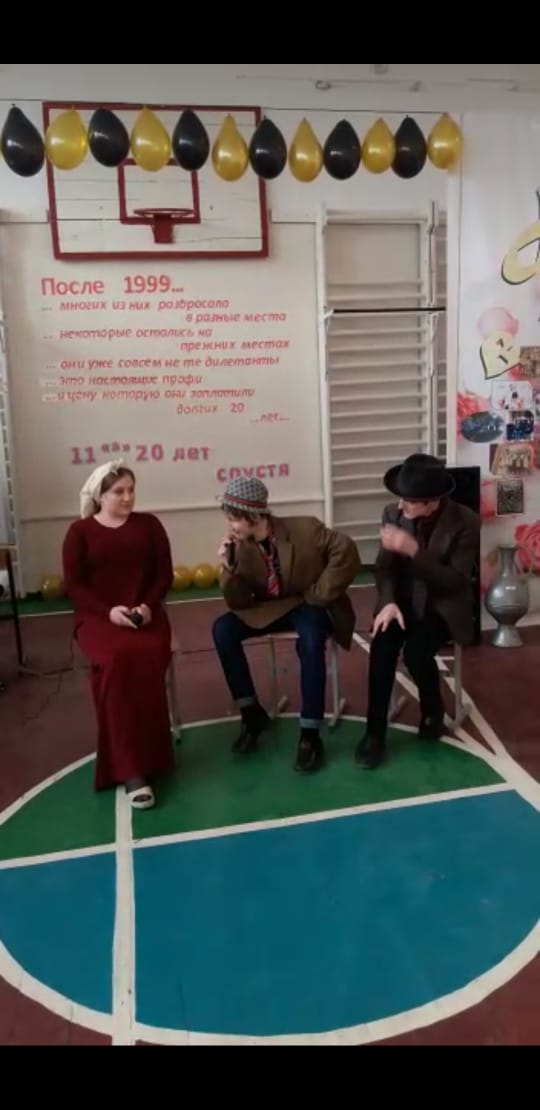 После 1999...
... многих из них разбросало
в разные места
... некоторые остались на
прежних местах
... они уже совсем не те дилетанты
... это настоящие профи
... и цену которую они заплатили
долгих 20
...лет...
11 «а» 20 лет
спустя
В